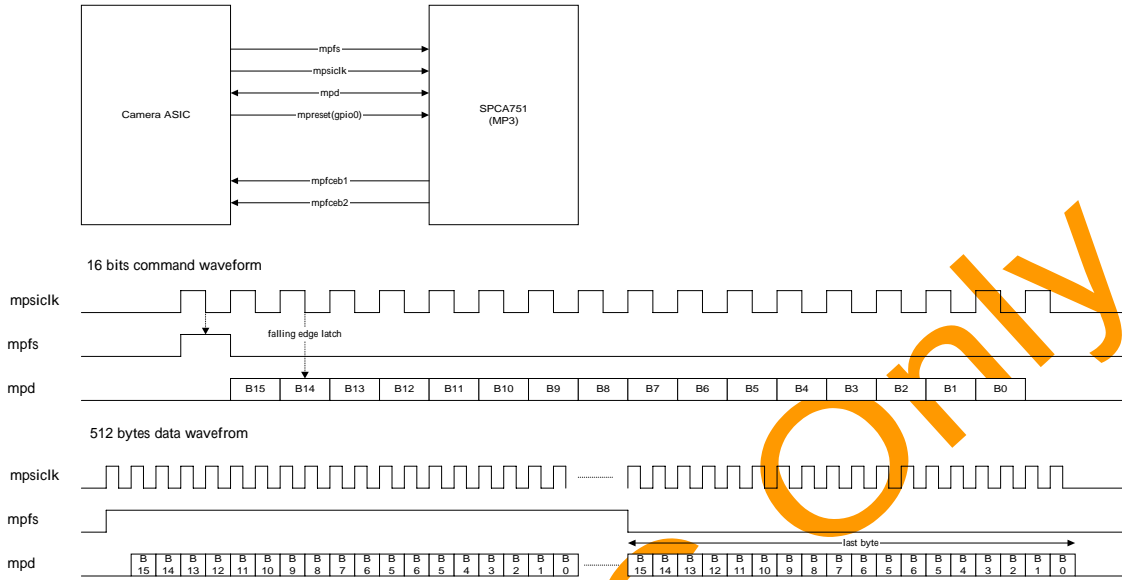 mpfs
mpsiclk
mpd
Camera ASIC
mpreset(gpio0)
SPCA751
(MP3)
mpfceb1
mpfceb2
16 bits command waveform
mpsiclk
falling edge latch
mpfs
mpd B15 B14 B13 B12 B11 B10 B9 B8 B7 B6 B5 B4 B3 B2 B1 B0
512 bytes data wavefrom
mpsiclk
mpfs
last byte
mpd B B B B B B B B B B B B B B B B B B B B B B B B B B B B B B B B B B B B
15 14 13 12 11 10 9 8 7 6 5 6 5 4 3 2 1 0 15 14 13 12 11 10 9 8 7 6 5 6 5 4 3 2 1 0
Only